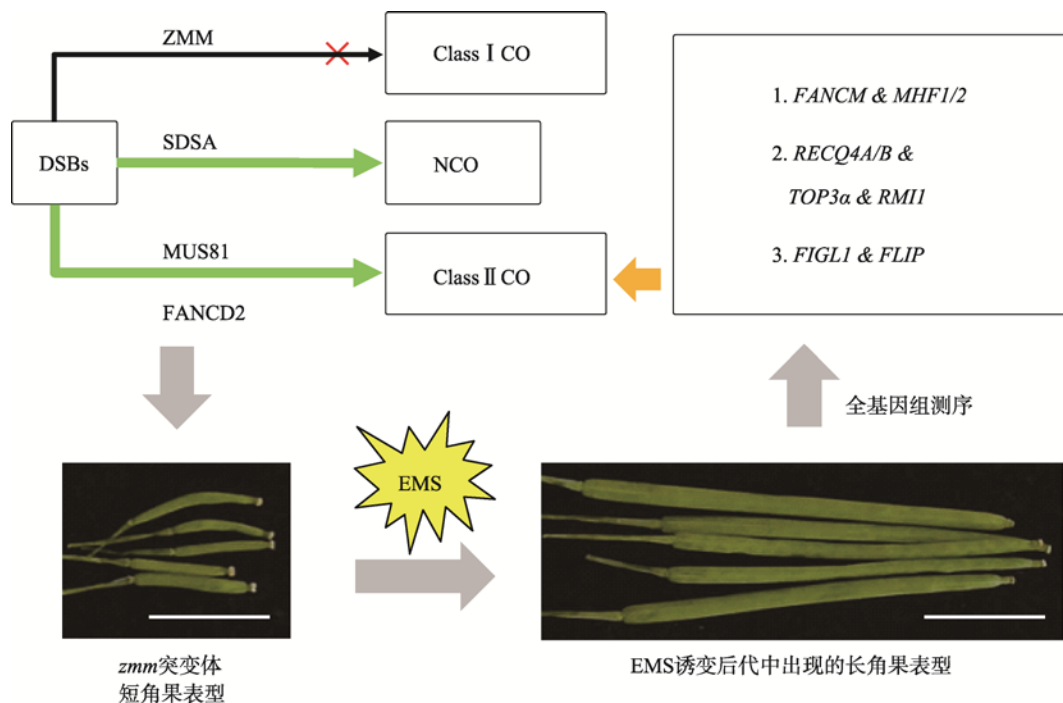 ZMM
Class Ⅰ CO
DSBs
SDSA
NCO
MUS81
Class Ⅱ CO
FANCD2
1. FANCM & MHF1/2
2. RECQ4A/B &
TOP3α & RMI1
3. FIGL1 & FLIP
全基因组测序
EMS
zmm突变体
短角果表型
EMS诱变后代中出现的长角果表型